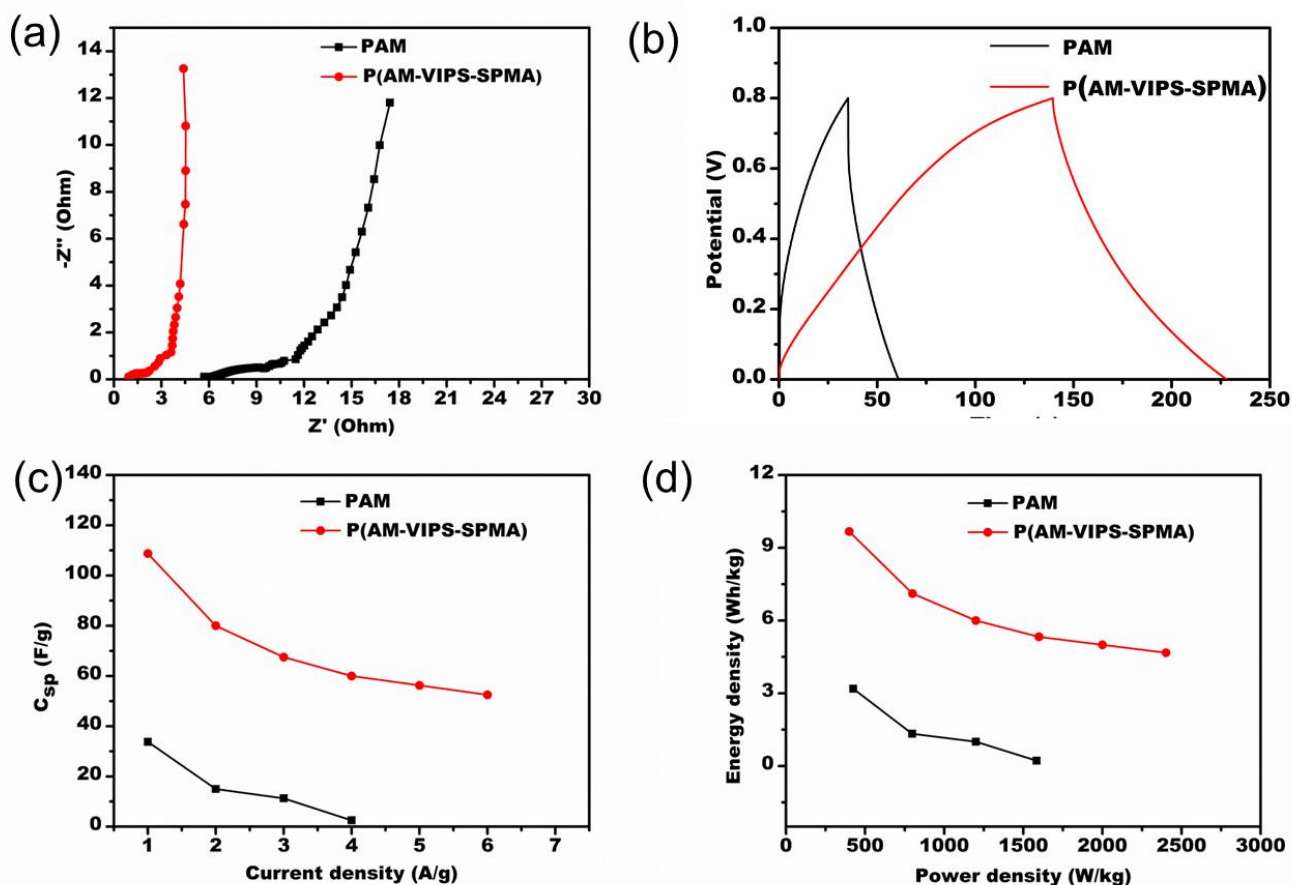 (a)
PAM
P(AM-VIPS-SPMA)
14
12
10
8
6
4
2
0
-Z'' (Ohm)
0 3 6 9 12 15 18 21 24 27 30
Z' (Ohm)
(b)
PAM
P(AM-VIPS-SPMA)
1.0
0.8
0.6
0.4
0.2
0.0
Potential (V)
0 50 100 150 200 250
(c)
PAM
P(AM-VIPS-SPMA)
140
120
100
80
60
40
20
0
Csp (F/g)
1 2 3 4 5 6 7
Current density (A/g)
(d)
PAM
P(AM-VIPS-SPMA)
12
9
6
3
0
Energy density (Wh/kg)
500 1000 1500 2000 2500 3000
Power density (W/kg)